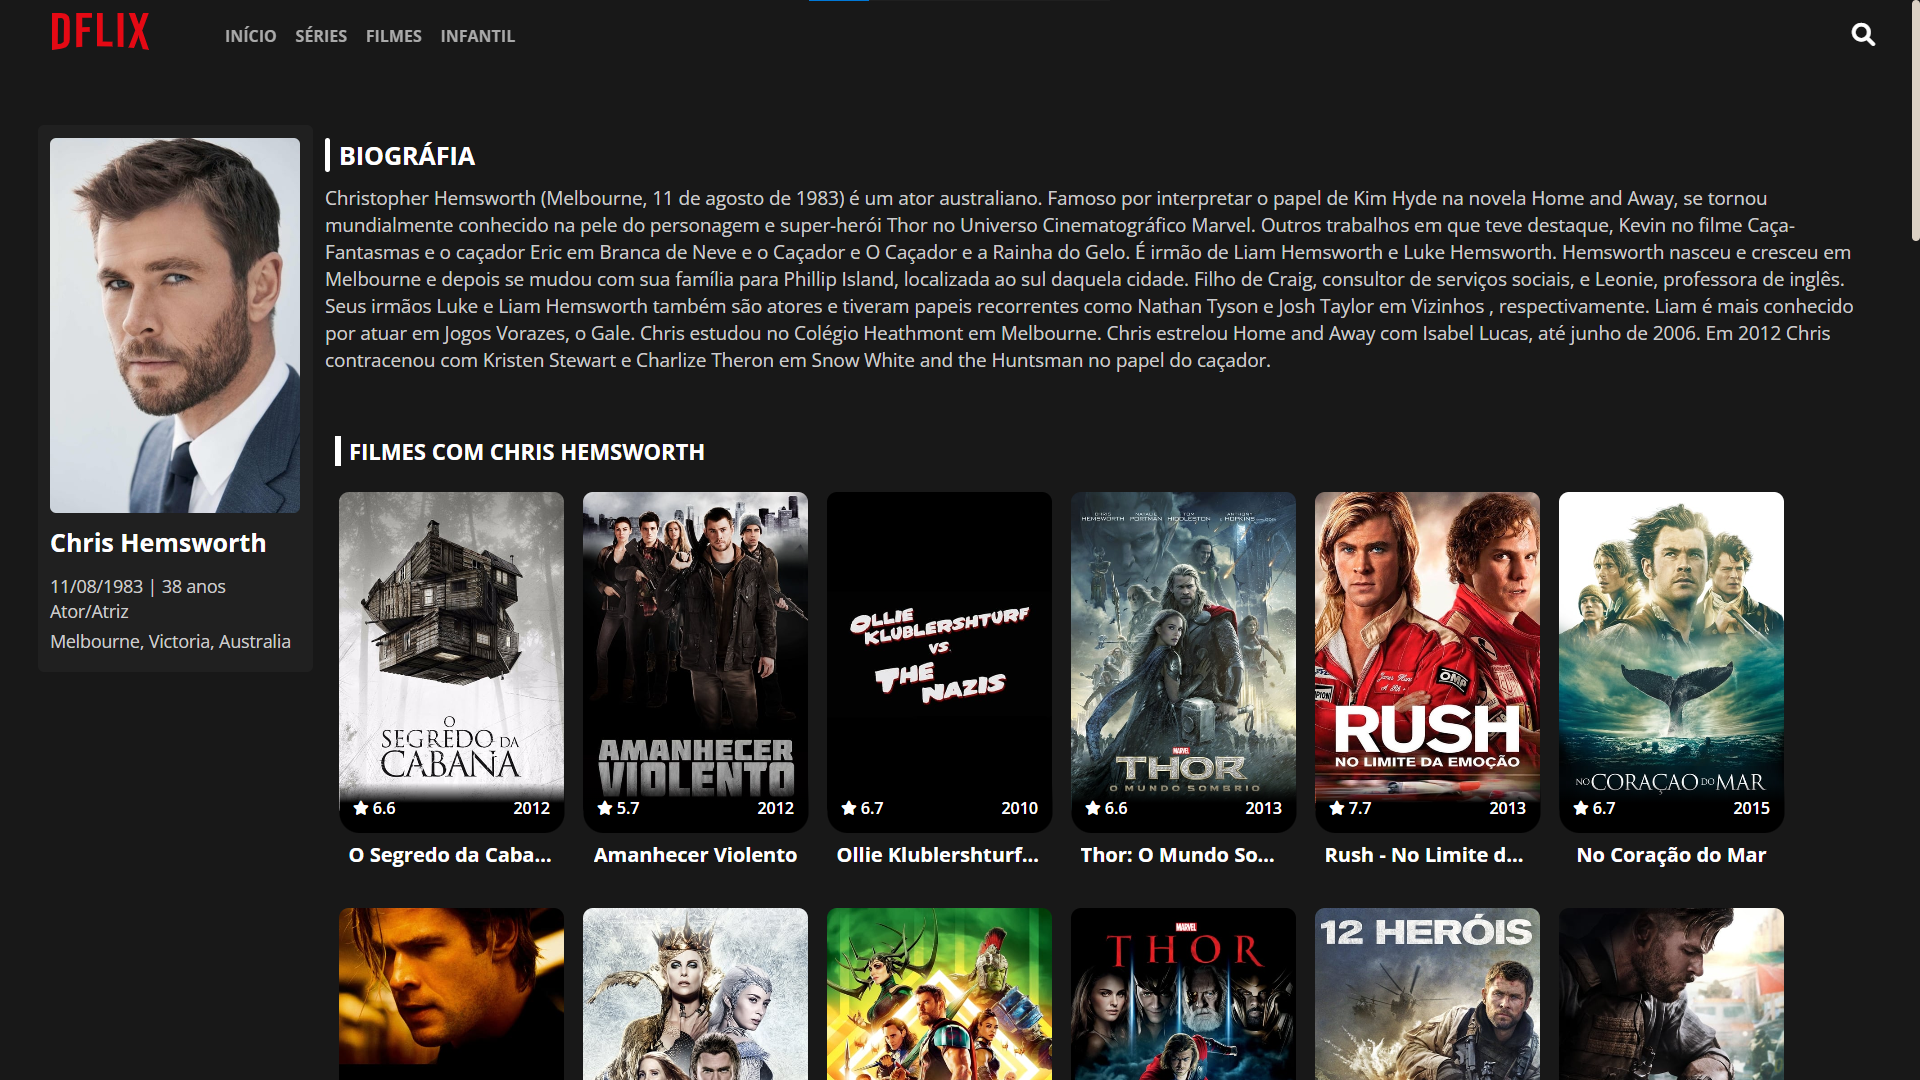 DFLIX
INÍCIO SÉRIES FILMES INFANTIL
BIOGRÁFIA
Christopher Hemsworth (Melbourne, 11 de agosto de 1983) é um ator australiano. Famoso por interpretar o papel de Kim Hyde na novela Home and Away, se tornou
mundialmente conhecido na pele do personagem e super-herói Thor no Universo Cinematográfico Marvel. Outros trabalhos em que teve destaque, Kevin no filme Caça-
Fantasmas e o caçador Eric em Branca de Neve e o Caçador e O Caçador e a Rainha do Gelo. É irmão de Liam Hemsworth e Luke Hemsworth. Hemsworth nasceu e cresceu em
Melbourne e depois se mudou com sua família para Phillip Island, localizada ao sul daquela cidade. Filho de Craig, consultor de serviços sociais, e Leonie, professora de inglês.
Seus irmãos Luke e Liam Hemsworth também são atores e tiveram papeis recorrentes como Nathan Tyson e Josh Taylor em Vizinhos , respectivamente. Liam é mais conhecido
por atuar em Jogos Vorazes, o Gale. Chris estudou no Colégio Heathmont em Melbourne. Chris estrelou Home and Away com Isabel Lucas, até junho de 2006. Em 2012 Chris
contracenou com Kristen Stewart e Charlize Theron em Snow White and the Huntsman no papel do caçador.
Chris Hemsworth
11/08/1983 | 38 anos
Ator/Atriz
Melbourne, Victoria, Australia
FILMES COM CHRIS HEMSWORTH
O
SEGREDO DA
CABANA
6.6 2012
O Segredo da Caba...
AMANHECER
VIOLENTO
5.7 2012
Amanhecer Violento
OLLIE
KLUBLERSHTURF
VS.
THE
NAZIS
6.7 2010
Ollie Klublershturf...
CHRIS HEMSWORTH NATALIE PORTMAN TOM HIDDLESTON ANTHONY HOPKINS
MARVEL
THOR
O MUNDO SOMBRIO
6.6 2013
Thor: O Mundo So...
OMP
RUSH
NO LIMITE DA EMOÇÃO
7.7 2013
Rush - No Limite d...
NO CORAÇÃO DO MAR
6.7 2015
No Coração do Mar
MARVEL
THOR
12 HERÓIS